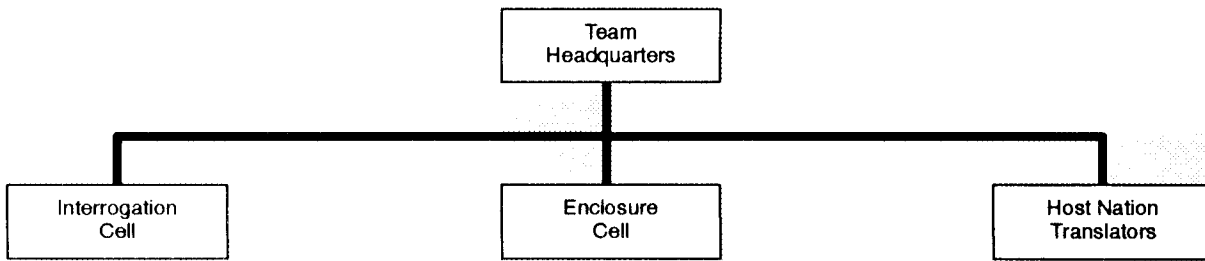 Team
Headquarters
Interrogation
Cell
Enclosure
Cell
Host Nation
Translators